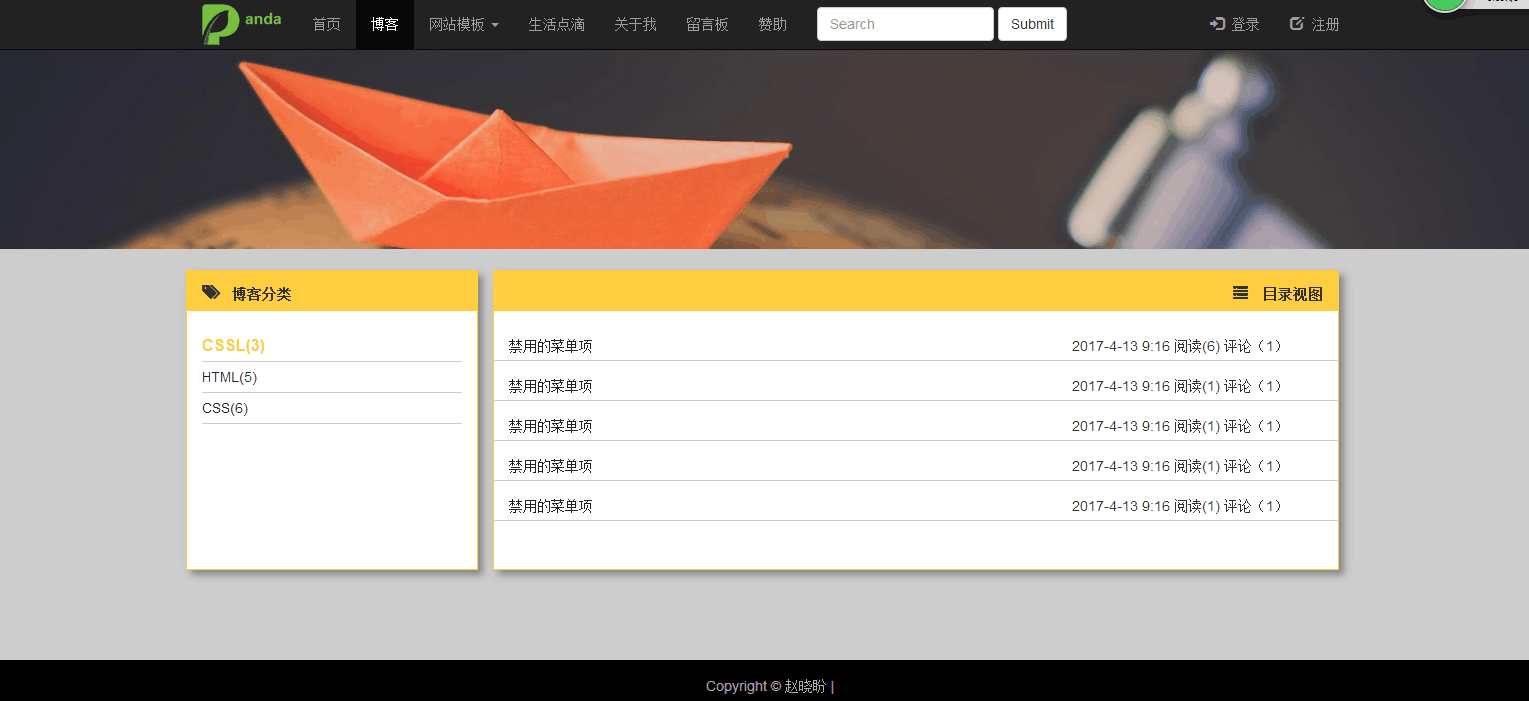 Panda 首页 博客 网站模板 生活点滴 关于我 留言板 赞助 Search Submit 登录 注册
博客分类
CSSL(3)
HTML(5)
CSS(6)
目录视图
禁用的菜单项 2017-4-13 9:16 阅读(6) 评论（1）
禁用的菜单项 2017-4-13 9:16 阅读(1) 评论（1）
禁用的菜单项 2017-4-13 9:16 阅读(1) 评论（1）
禁用的菜单项 2017-4-13 9:16 阅读(1) 评论（1）
禁用的菜单项 2017-4-13 9:16 阅读(1) 评论（1）
Copyright © 赵晓盼 |